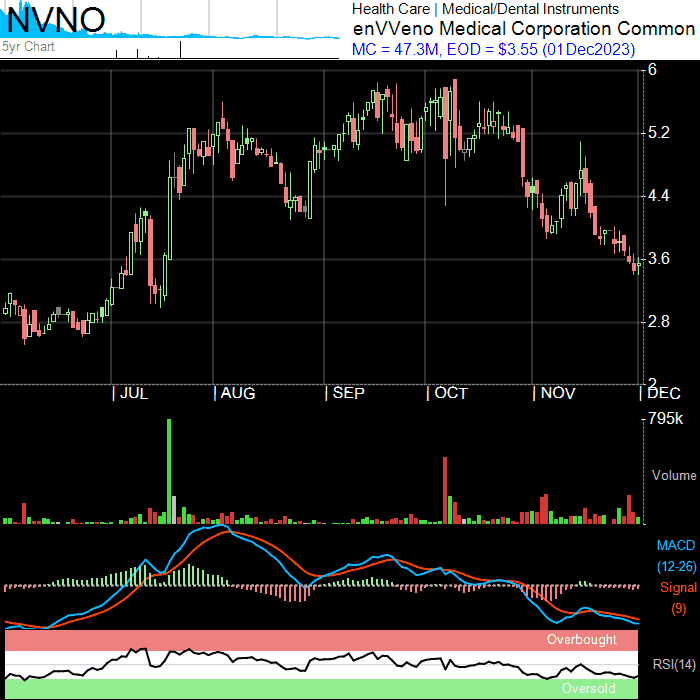 NVNO
5yr Chart
Health Care | Medical/Dental Instruments
enVVeno Medical Corporation Common
MC = 47.3M, EOD = $3.55 (01Dec2023)
6
5.2
4.4
3.6
2.8
2
JUL
AUG
SEP
OCT
NOV
DEC
795k
Volume
MACD
(12-26)
Signal
(9)
Overbought
RSI(14)
Oversold